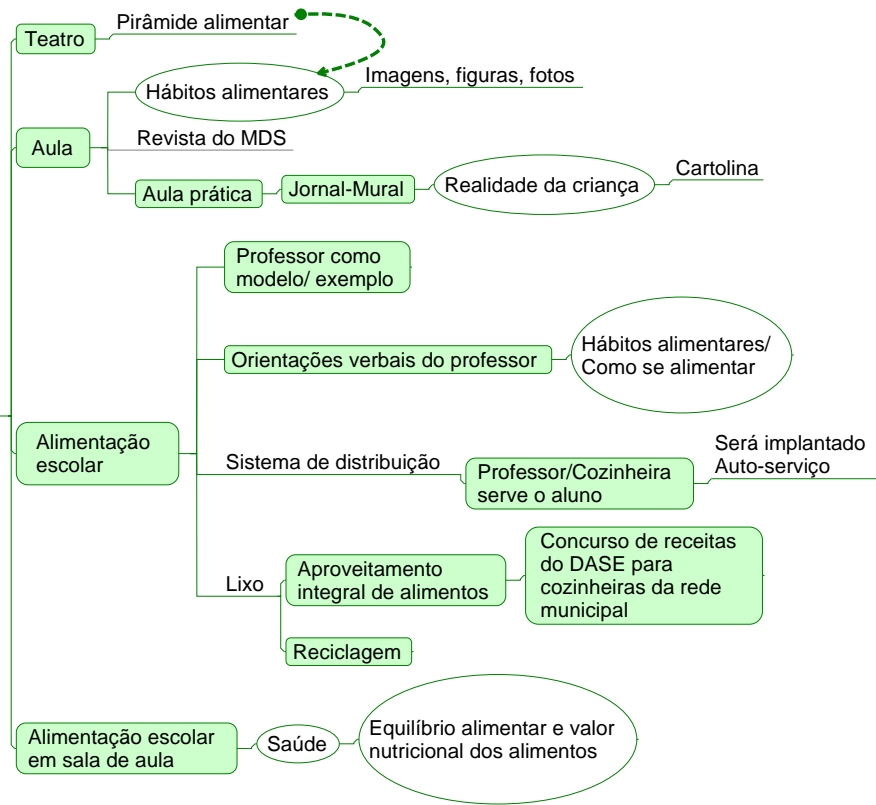 Teatro
Pirâmide alimentar
Aula
Hábitos alimentares
Imagens, figuras, fotos
Revista do MDS
Aula prática
Jornal-Mural
Realidade da criança
Cartolina
Alimentação
escolar
Professor como
modelo/ exemplo
Orientações verbais do professor
Hábitos alimentares/
Como se alimentar
Sistema de distribuição
Professor/Cozinheira
serve o aluno
Será implantado
Auto-serviço
Lixo
Aproveitamento
integral de alimentos
Concurso de receitas
do DASE para
cozinheiras da rede
municipal
Reciclagem
Alimentação escolar
em sala de aula
Saúde
Equilíbrio alimentar e valor
nutricional dos alimentos